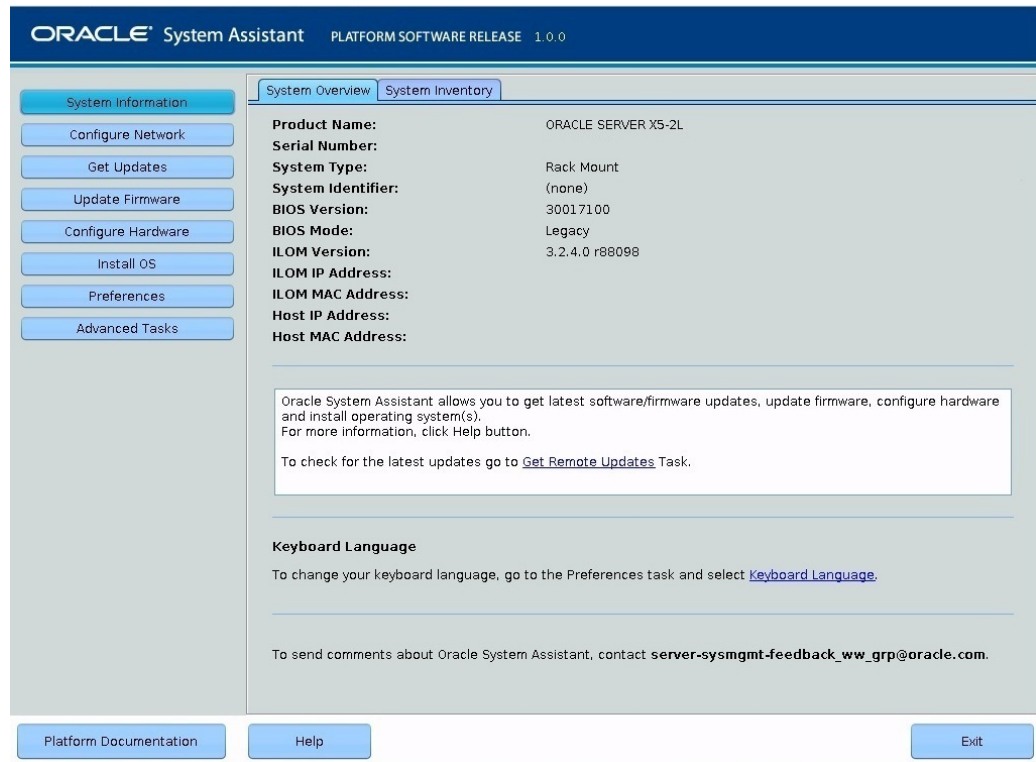 ORACLE® System Assistant PLATFORM SOFTWARE RELEASE 1.0.0
System Information
Configure Network
Get Updates
Update Firmware
Configure Hardware
Install OS
Preferences
Advanced Tasks
System Overview System Inventory
Product Name: ORACLE SERVER X5-2L
Serial Number:
System Type: Rack Mount
System Identifier: (none)
BIOS Version: 30017100
BIOS Mode: Legacy
ILOM Version: 3.2.4.0 r88098
ILOM IP Address:
ILOM MAC Address:
Host IP Address:
Host MAC Address:
Oracle System Assistant allows you to get latest software/firmware updates, update firmware, configure hardware
and install operating system(s).
For more information, click Help button.
To check for the latest updates go to Get Remote Updates Task.
Keyboard Language
To change your keyboard language, go to the Preferences task and select Keyboard Language.
To send comments about Oracle System Assistant, contact server-sysmgmt-feedback_ww_grp@oracle.com.
Platform Documentation Help Exit